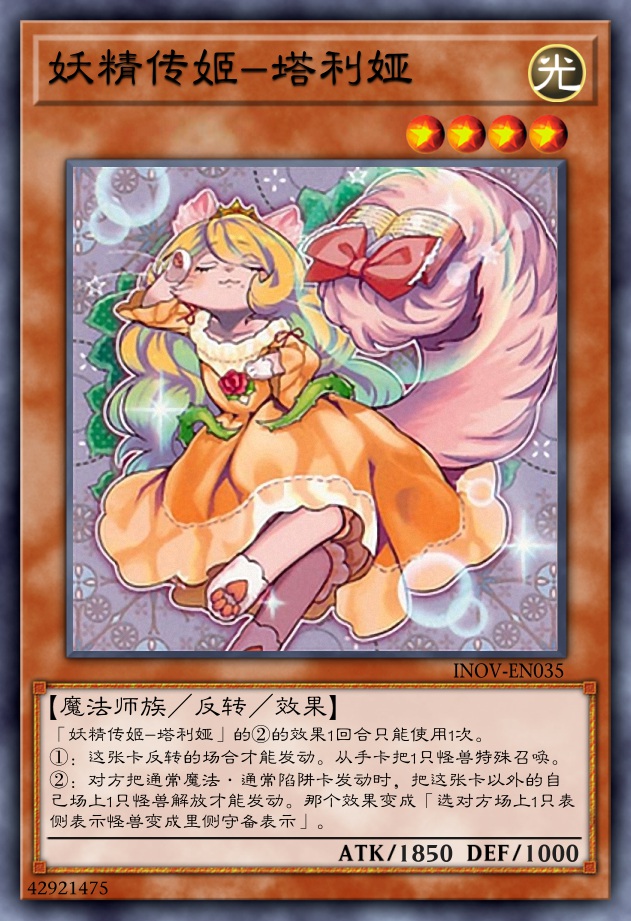 妖精传姬-塔利娅
光
INOV-EN035
【魔法师族／反转／效果】
「妖精传姬-塔利娅」的②的效果1回合只能使用1次。
①：这张卡反转的场合才能发动。从手卡把1只怪兽特殊召唤。
②：对方把通常魔法·通常陷阱卡发动时，把这张卡以外的自
己场上1只怪兽解放才能发动。那个效果变成「选对方场上1只表
侧表示怪兽变成里侧守备表示」。
ATK/1850 DEF/1000
42921475